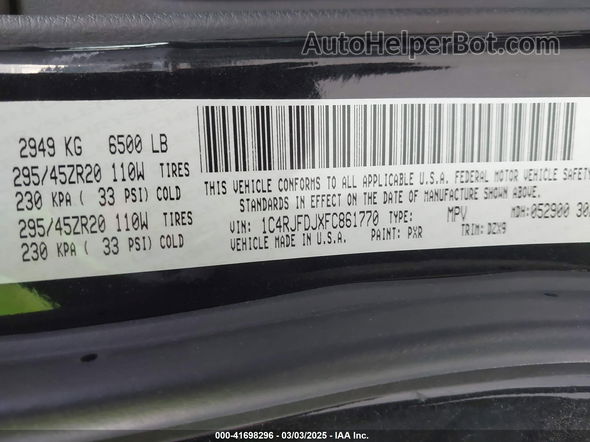 AutoHelperBot.com
2949 KG 6500 LB
295/45ZR20 110W TIRES
230 KPA ( 33 PSI) COLD
295/45ZR20 110W TIRES
230 KPA ( 33 PSI) COLD
THIS VEHICLE CONFORMS TO ALL APPLICABLE U.S.A. FEDERAL MOTOR VEHICLE SAFETY
STANDARDS IN EFFECT ON THE DATE OF MANUFACTURE SHOWN ABOVE.
VIN: 1C4RJFDJXFC861770 TYPE: MPV MDH:052900
VEHICLE MADE IN U.S.A. PAINT: PXR TRIM: DZX9
000-41698296 - 03/03/2025 - IAA Inc.